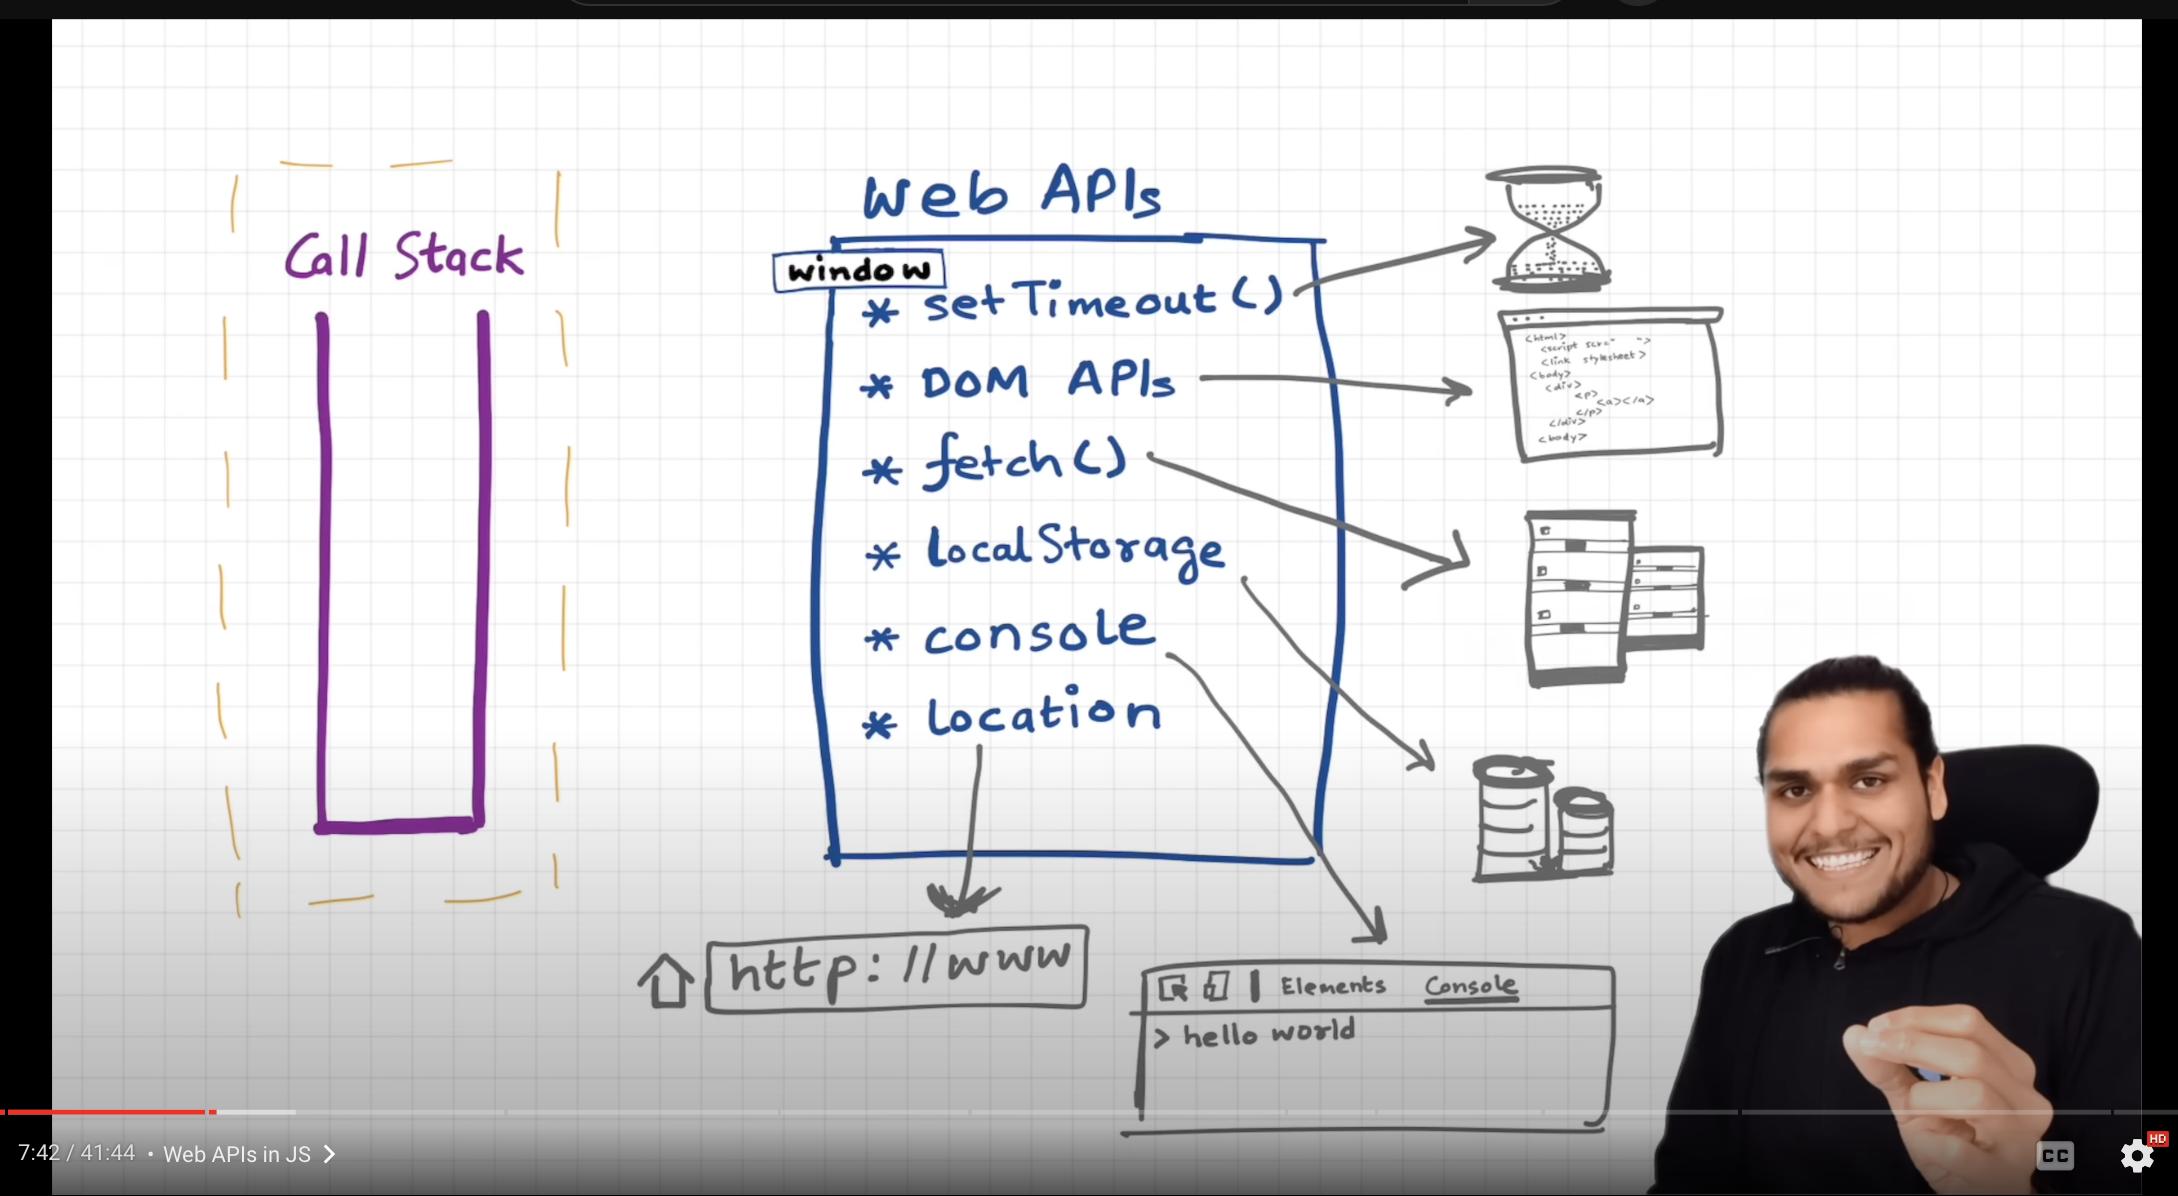 Call Stack
Web APIs
window
* setTimeout()
* DOM APIs
* fetch()
* localStorage
* console
* location
<html>
<script scr=" ">
<link stylesheet>
<body>
<div>
<p>
<a></a>
</p>
</div>
<body>
http://www
Elements Console
> hello world
7:42 / 41:44 • Web APIs in JS >
CC
HD